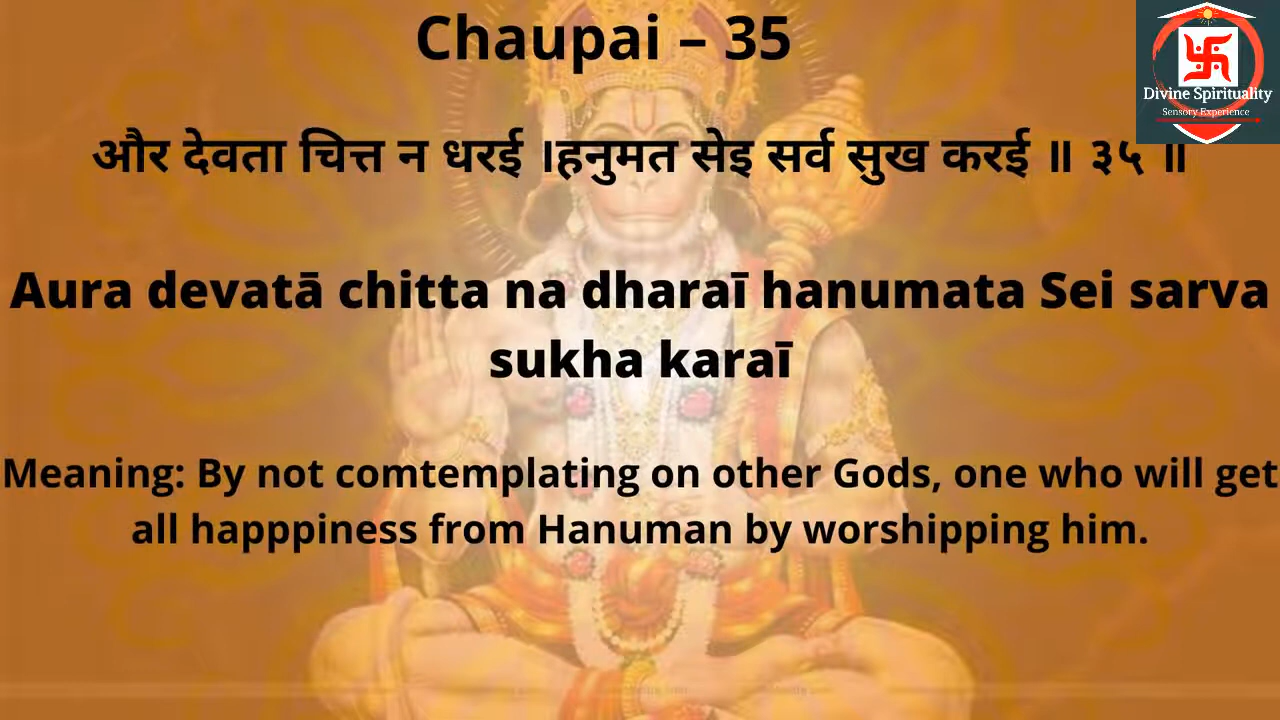 Chaupai – 35
Divine Spirituality
Sensory Experience
और देवता चित्त न धरई ।हनुमत सेइ सर्व सुख करई ॥ ३५ ॥
Aura devatā chitta na dharaī hanumata Sei sarva
sukha karaī
Meaning: By not comtemplating on other Gods, one who will get
all happpiness from Hanuman by worshipping him.